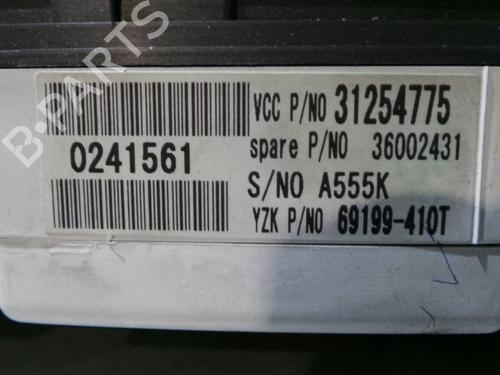 B-PARTS
VCC P/NO 31254775
0241561
spare P/NO 36002431
S/NO A555K
YZK P/NO 69199-410T